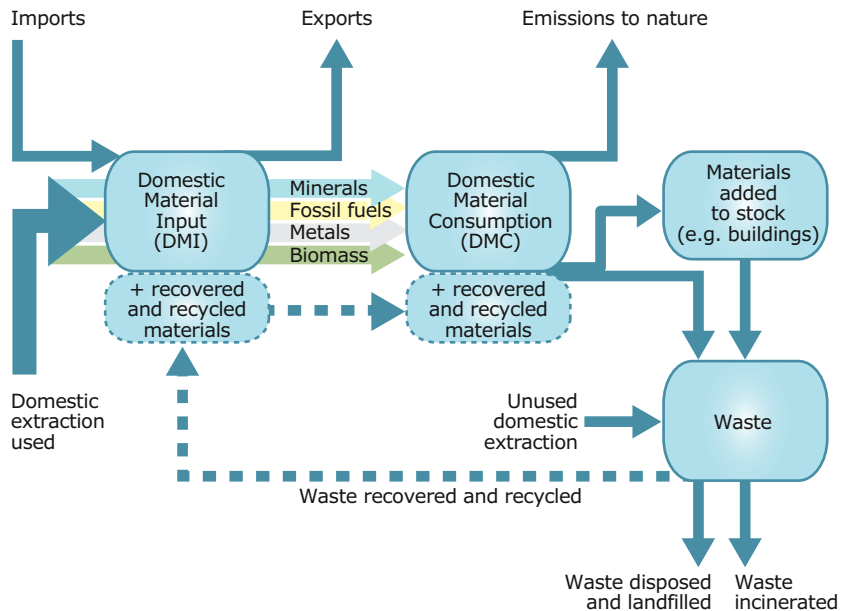 Imports
Exports
Emissions to nature
Domestic
Material
Input
(DMI)
Minerals
Fossil fuels
Metals
Biomass
Domestic
Material
Consumption
(DMC)
Materials
added
to stock
(e.g. buildings)
+ recovered
and recycled
materials
+ recovered
and recycled
materials
Domestic
extraction
used
Unused
domestic
extraction
Waste
Waste recovered and recycled
Waste disposed
and landfilled
Waste
incinerated